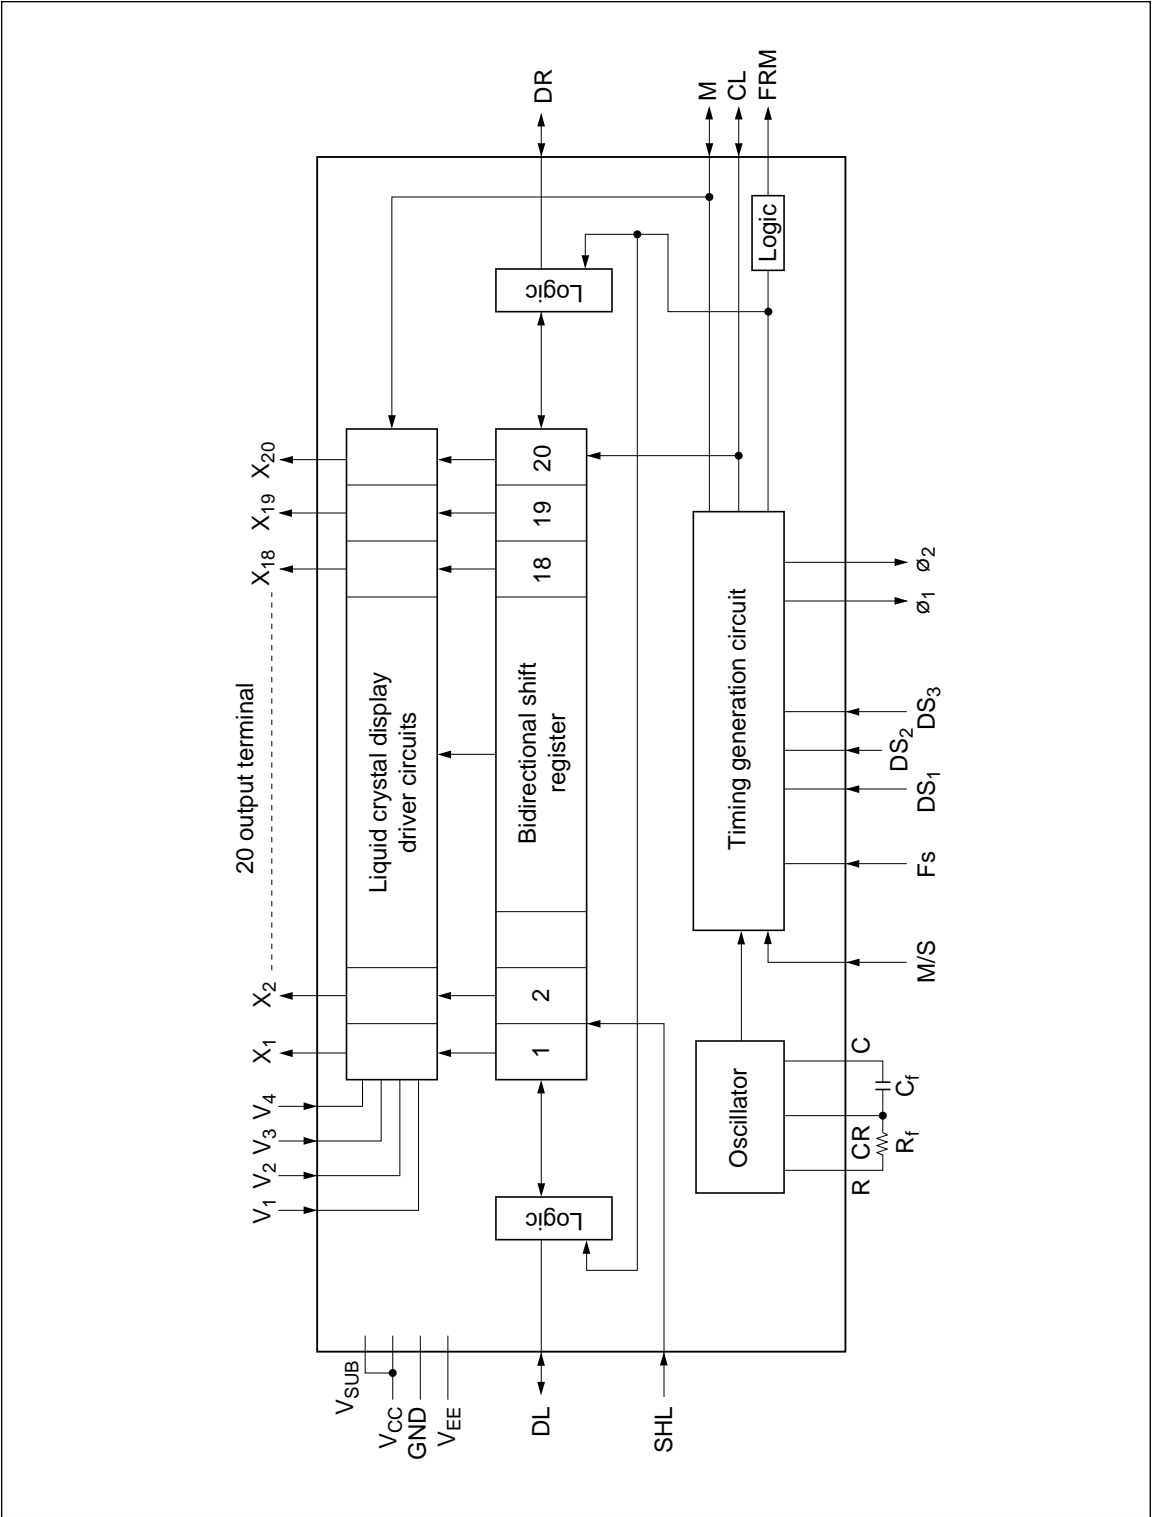 20 output terminal
V1
V2
V3
V4
X1
X2
X18
X19
X20
VSUB
VCC
GND
VEE
Liquid crystal display
driver circuits
DL
Logic
1
2
Bidirectional shift
register
18
19
20
Logic
DR
SHL
Oscillator
Timing generation circuit
Logic
M
CL
FRM
R
CR
C
Rf
Cf
M/S
Fs
DS1
DS2
DS3
ø1
ø2